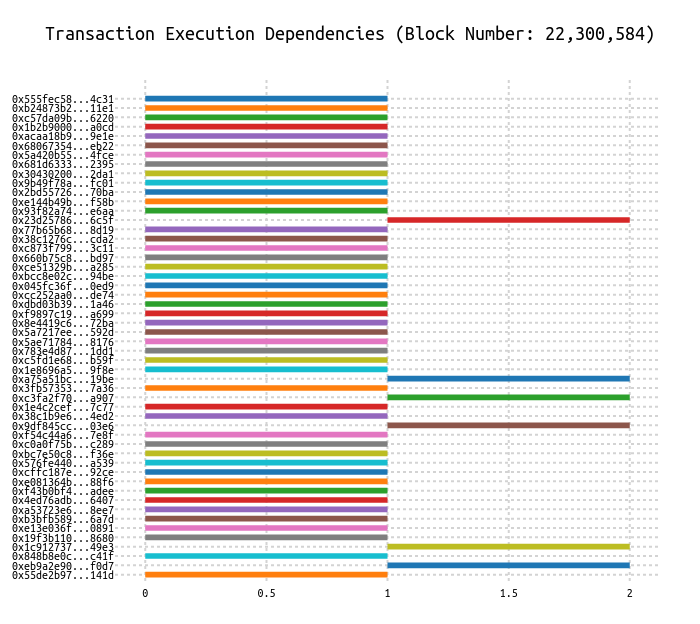 Transaction Execution Dependencies (Block Number: 22,300,584)
0x555fec58...4c31
0xb24873b2...11e1
0xc57da09b...6220
0x1b2b9000...a0cd
0xacaa18b9...9e1e
0x68067354...eb22
0x5a420b55...4fce
0x681d6333...2395
0x30430200...2da1
0x9b49f78a...fc01
0x2bd55726...70ba
0xe144b49b...f58b
0x93f82a74...e6aa
0x23d25786...6c5f
0x77b65b68...8d19
0x38c1276c...cda2
0xc873f799...3c11
0x660b75c8...bd97
0xce51329b...a285
0xbcc8e02c...94be
0x045fc36f...0ed9
0xcc252aa0...de74
0xdbd03b39...1a46
0xf9897c19...a699
0x8e4419c6...72ba
0x5a7217ee...592d
0x5ae71784...8176
0x783e4d87...1dd1
0xc5fd1e68...b59f
0x1e8696a5...9f8e
0xa75a51bc...19be
0x3fb57353...7a36
0xc3fa2f70...a907
0x1e4c2cef...7c77
0x38c1b9e6...4ed2
0x9df845cc...03e6
0xf54c44a6...7e8f
0xc0a0f75b...c289
0xbc7e50c8...f36e
0x576fe440...a539
0xcffc187e...92ce
0xe081364b...88f6
0xf43b0bf4...adee
0x4ed76adb...6407
0xa53723e6...8ee7
0xb3bfb589...6a7d
0xe13e036f...0891
0x19f3b110...8680
0x1c912737...49e3
0x848b8e0c...c41f
0xeb9a2e90...f0d7
0x55de2b97...141d
0 0.5 1 1.5 2